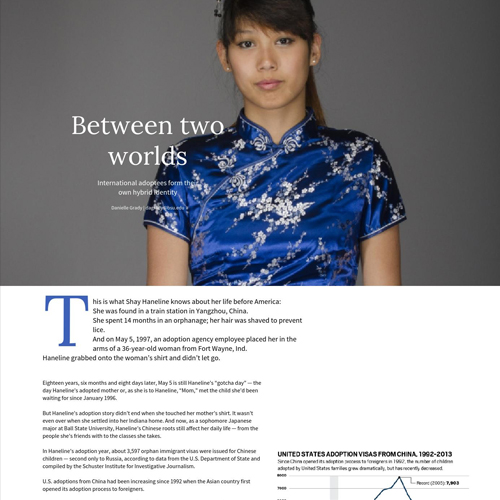 Between two
worlds
International adoptees form their
own hybrid identity
Danielle Grady |
This is what Shay Haneline knows about her life before America:
She was found in a train station in Yangzhou, China.
She spent 14 months in an orphanage; her hair was shaved to prevent
lice.
And on May 5, 1997, an adoption agency employee placed her in the
arms of a 36-year-old woman from Fort Wayne, Ind.
Haneline grabbed onto the woman's shirt and didn't let go.
Eighteen years, six months and eight days later, May 5 is still Haneline's "gotcha day" — the
day Haneline's adopted mother or, as she is to Haneline, "Mom," met the child she'd been
waiting for since January 1996.
But Haneline's adoption story didn't end when she touched her mother's shirt. It wasn't
even over when she settled into her Indiana home. And now, as a sophomore Japanese
major at Ball State University, Haneline's Chinese roots still affect her daily life — from the
people she's friends with to the classes she takes.
In Haneline's adoption year, about 3,597 orphan immigrant visas were issued for Chinese
children — second only to Russia, according to data from the U.S. Department of State and
compiled by the Schuster Institute for Investigative Journalism.
U.S. adoptions from China had been increasing since 1992 when the Asian country first
opened its adoption process to foreigners.
UNITED STATES ADOPTION VISAS FROM CHINA, 1992-2013
Since China opened its adoption process to foreigners in 1992, the number of children
adopted by United States families grew dramatically, but has recently decreased.
8000
Record (2005) 7,903
7000